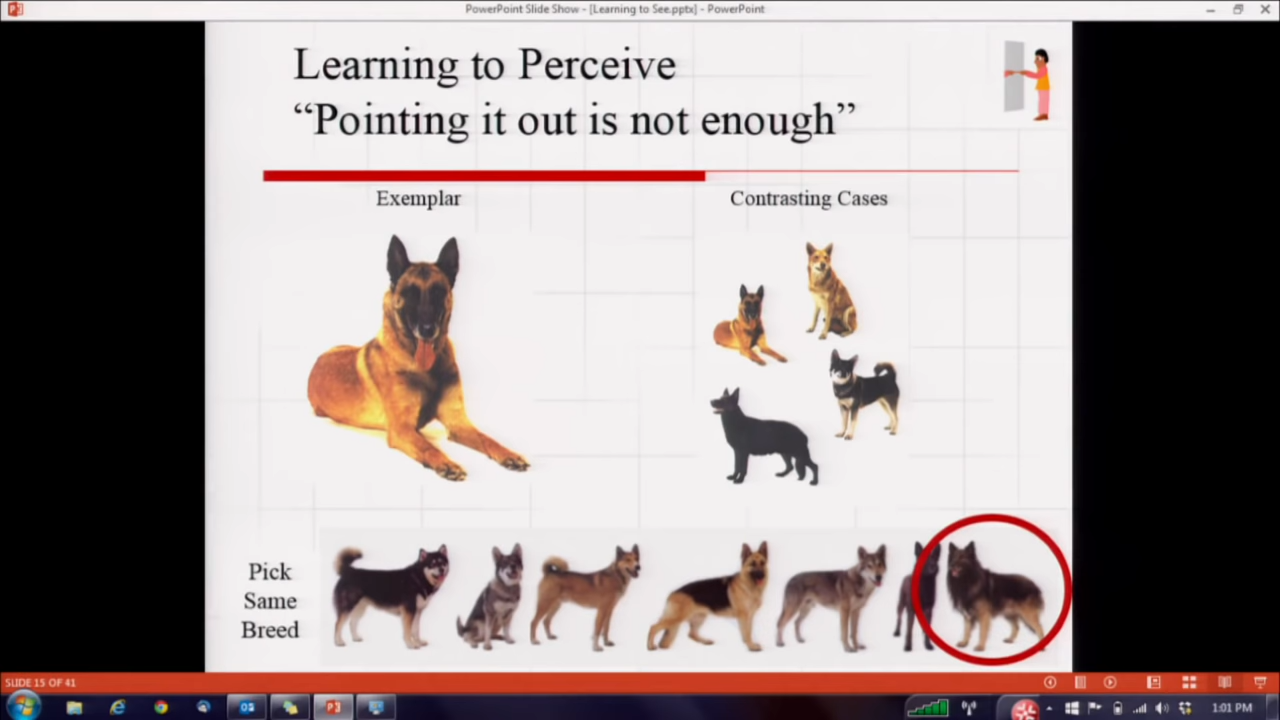 PowerPoint Slide Show - [Learning to See.pptx] - PowerPoint
Learning to Perceive
“Pointing it out is not enough”
Exemplar
Contrasting Cases
Pick
Same
Breed
SLIDE 15 OF 41
1:01 PM